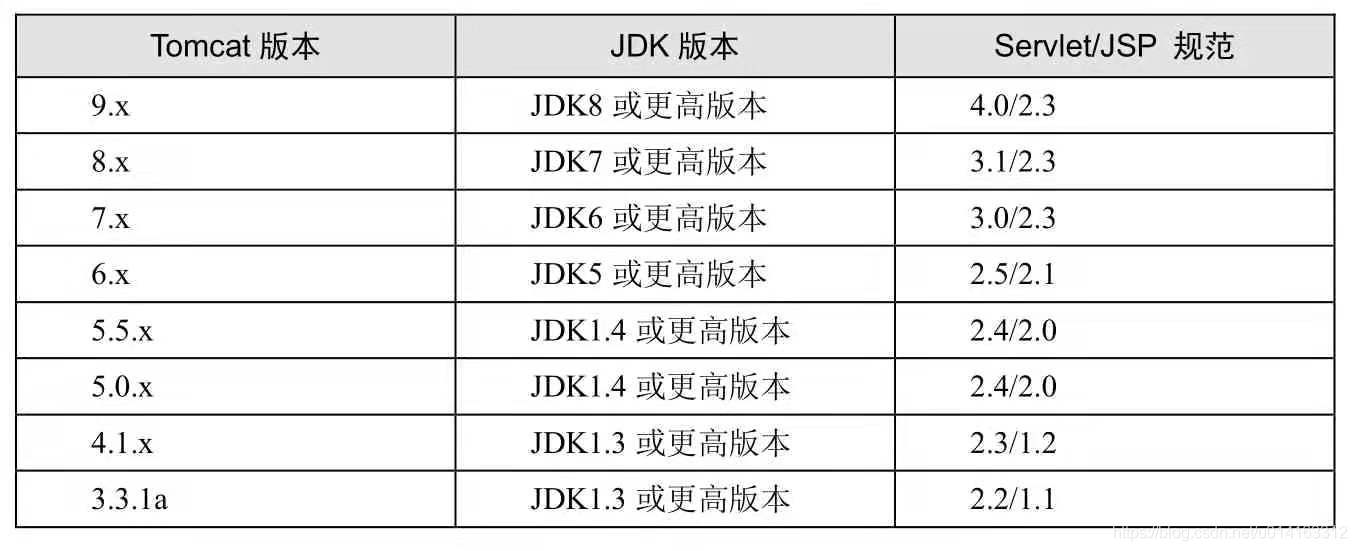 Tomcat 版本 JDK 版本 Servlet/JSP 规范
9.x JDK8 或更高版本 4.0/2.3
8.x JDK7 或更高版本 3.1/2.3
7.x JDK6 或更高版本 3.0/2.3
6.x JDK5 或更高版本 2.5/2.1
5.5.x JDK1.4 或更高版本 2.4/2.0
5.0.x JDK1.4 或更高版本 2.4/2.0
4.1.x JDK1.3 或更高版本 2.3/1.2
3.3.1a JDK1.3 或更高版本 2.2/1.1